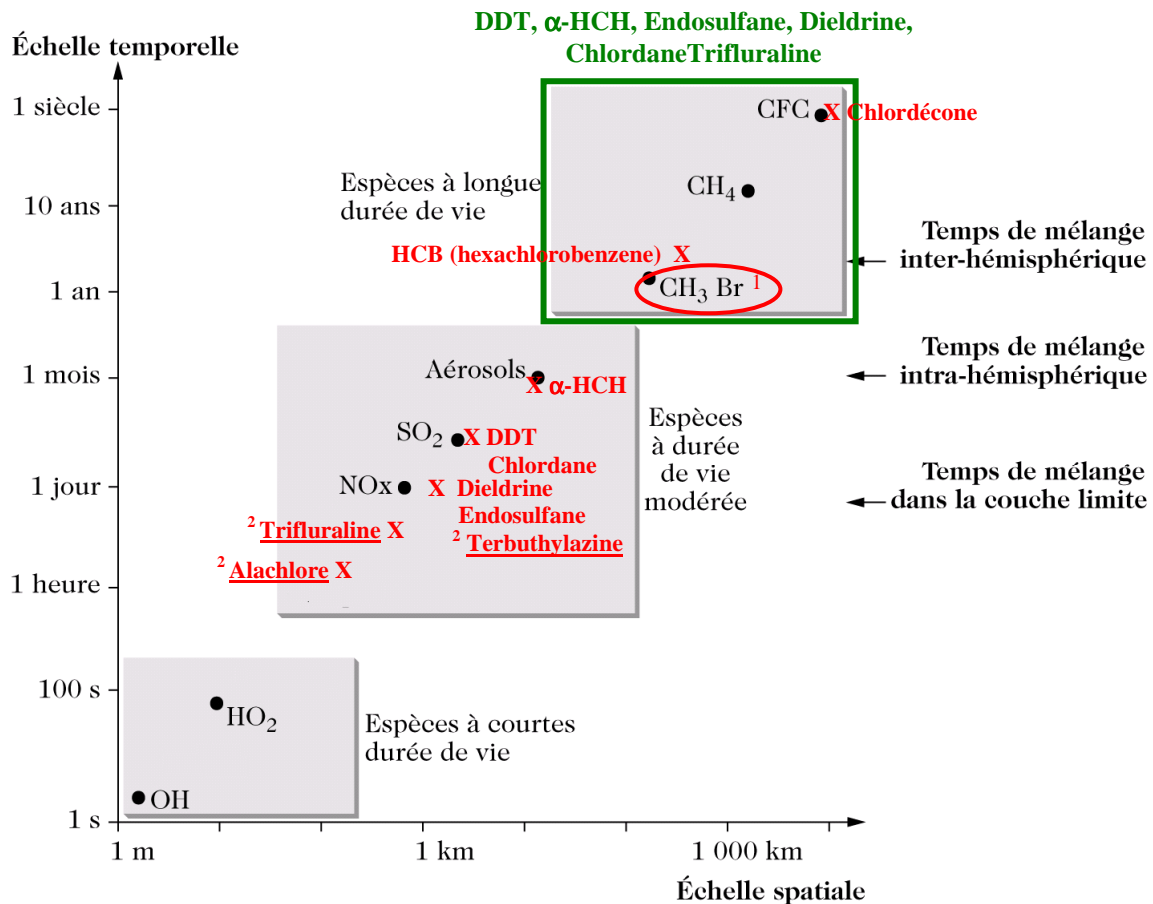 DDT, α-HCH, Endosulfane, Dieldrine,
ChlordaneTrifluraline
Échelle temporelle
1 siècle
CFC
X Chlordécone
Espèces à longue
durée de vie
CH₄
10 ans
HCB (hexachlorobenzene) X
Temps de mélange
inter-hémisphérique
1 an
CH₃ Br ¹
Temps de mélange
intra-hémisphérique
1 mois
Aérosols
X α-HCH
SO₂
X DDT
Chlordane
Espèces
à durée
de vie
modérée
1 jour
NOx
X Dieldrine
Endosulfane
² Terbuthylazine
Temps de mélange
dans la couche limite
² Trifluraline X
² Alachlore X
1 heure
100 s
HO₂
Espèces à courtes
durée de vie
OH
1 s
1 m
1 km
1 000 km
Échelle spatiale